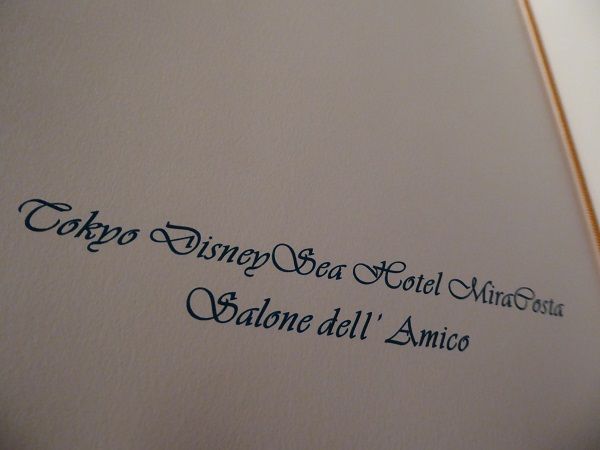 Tokyo DisneySea Hotel MiraCosta
Salone dell' Amico